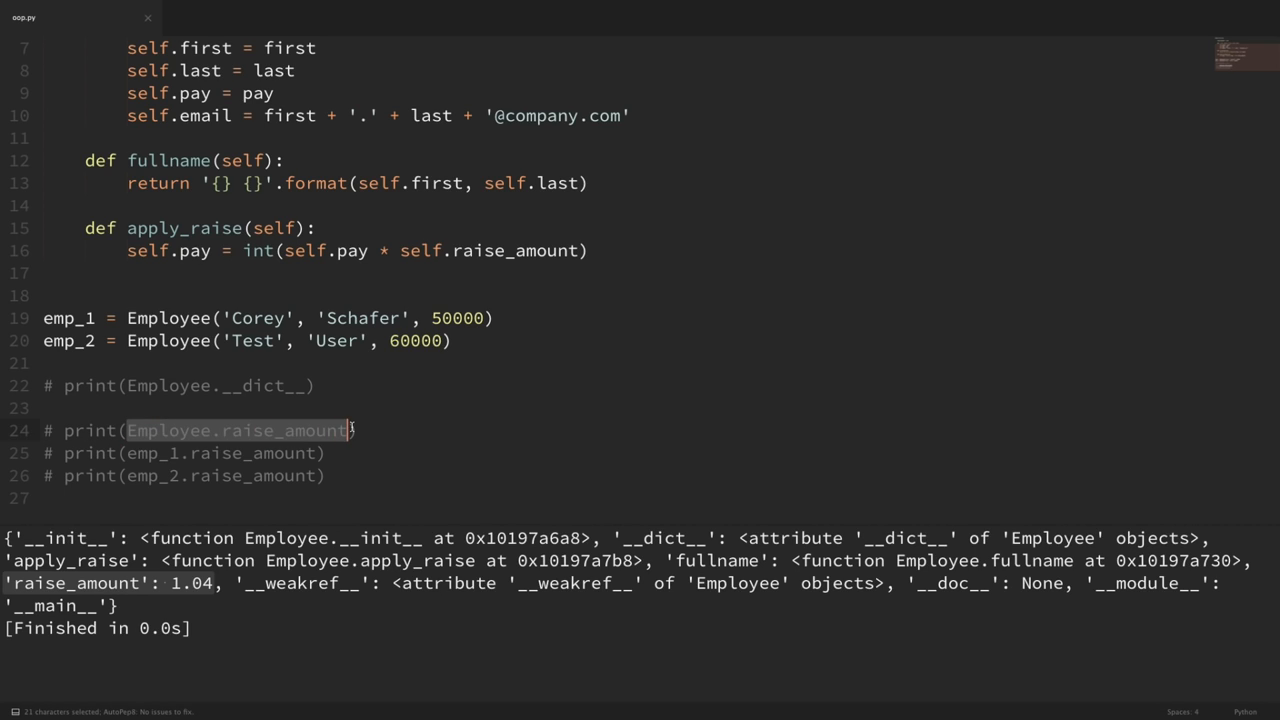 oop.py ×
7 self.first = first
8 self.last = last
9 self.pay = pay
10 self.email = first + '.' + last + '@company.com'
11
12 def fullname(self):
13 return '{} {}'.format(self.first, self.last)
14
15 def apply_raise(self):
16 self.pay = int(self.pay * self.raise_amount)
17
18
19 emp_1 = Employee('Corey', 'Schafer', 50000)
20 emp_2 = Employee('Test', 'User', 60000)
21
22 # print(Employee.__dict__)
23
24 # print(Employee.raise_amount)
25 # print(emp_1.raise_amount)
26 # print(emp_2.raise_amount)
27
{'__init__': <function Employee.__init__ at 0x10197a6a8>, '__dict__': <attribute '__dict__' of 'Employee' objects>,
'apply_raise': <function Employee.apply_raise at 0x10197a7b8>, 'fullname': <function Employee.fullname at 0x10197a730>,
'raise_amount': 1.04, '__weakref__': <attribute '__weakref__' of 'Employee' objects>, '__doc__': None, '__module__':
'__main__'}
[Finished in 0.0s]
21 characters selected; AutoPep8: No issues to fix. Spaces: 4 Python